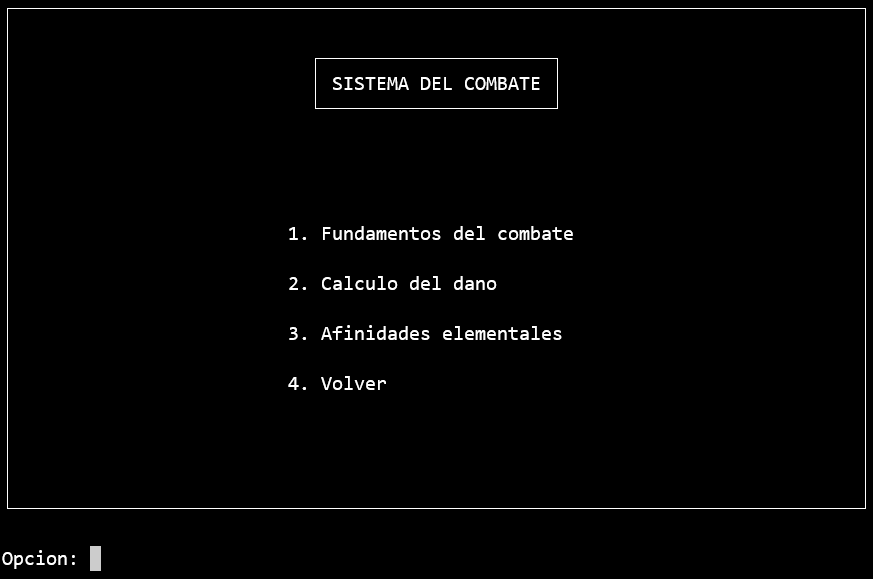 SISTEMA DEL COMBATE
1. Fundamentos del combate
2. Calculo del dano
3. Afinidades elementales
4. Volver
Opcion: